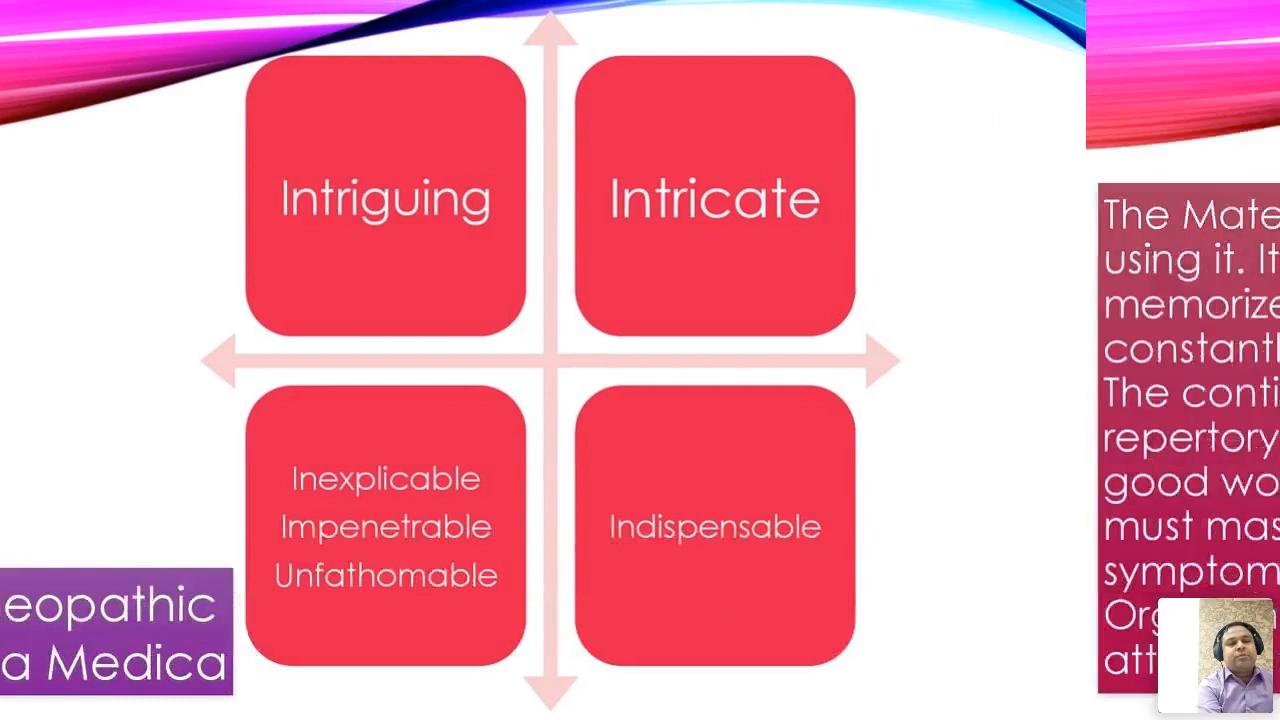 Intriguing
Intricate
Inexplicable
Impenetrable
Unfathomable
Indispensable
eopathic
a Medica
The Mate
using it. It
memorize
constantl
The conti
repertory
good wo
must mas
symptom
Org
att